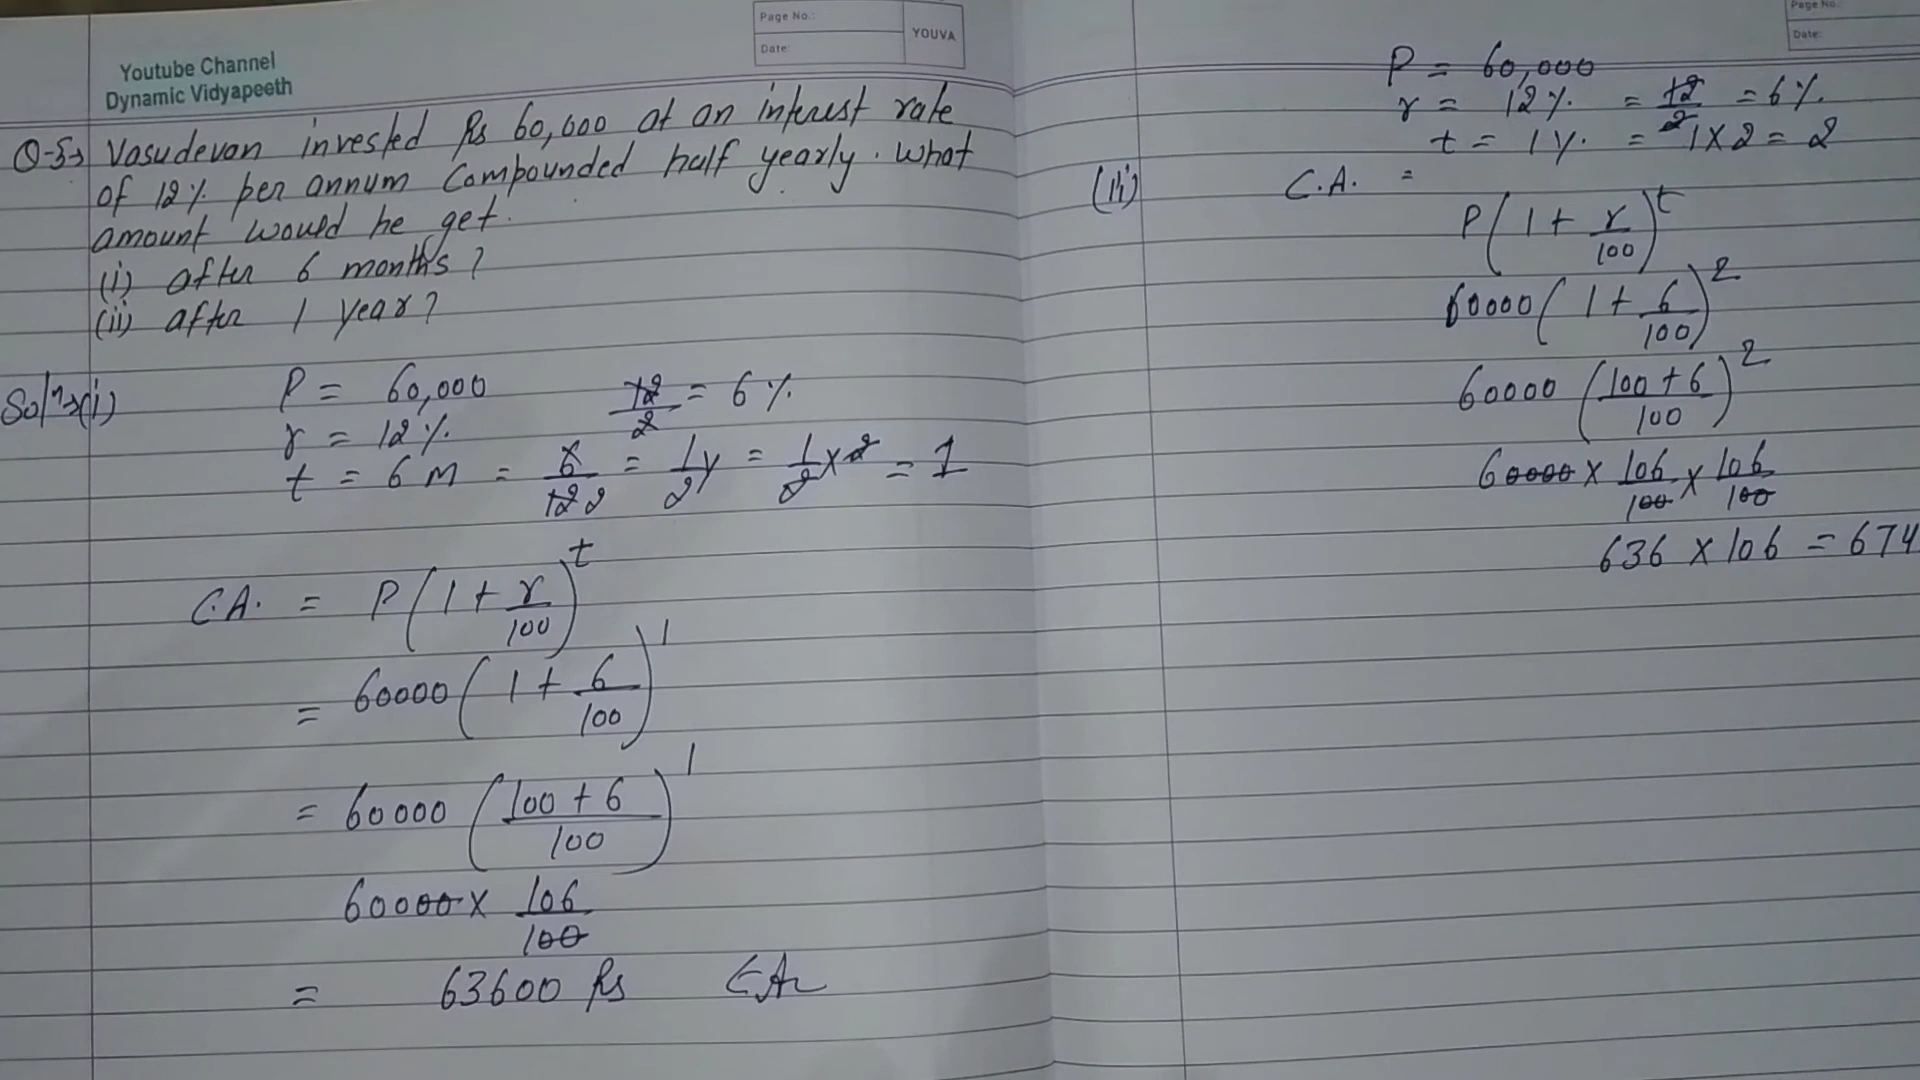 Page No.:
Date:
YOUVA
Youtube Channel
Dynamic Vidyapeeth
Q-5→ Vasudevan invested Rs 60,000 at an interest rate
of 12% per annum compounded half yearly. What
amount would he get.
(i) after 6 months?
(ii) after 1 year?
Solⁿ→(i)
P = 60,000
12/2 = 6%
r = 12%.
t = 6 M = 6/12 2 = 1/2 y = 1/2 x 2 = 1
C.A. = P(1 + r/100)^t
= 60000(1 + 6/100)^1
= 60000(100 + 6/100)^1
60000 x 106/100
= 63600 Rs
Page No.
Date:
P = 60,000
r = 12%. = 12/2 = 6%.
t = 1 y. = 1 x 2 = 2
(ii) C.A. =
P(1 + r/100)^t
60000(1 + 6/100)^2
60000(100 + 6/100)^2
60000 x 106/100 x 106/100
636 x 106 = 674